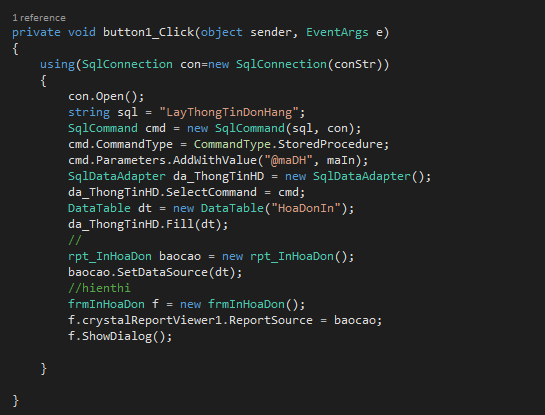 1 reference
private void button1_Click(object sender, EventArgs e)
{
using(SqlConnection con=new SqlConnection(conStr))
{
con.Open();
string sql = "LayThongTinDonHang";
SqlCommand cmd = new SqlCommand(sql, con);
cmd.CommandType = CommandType.StoredProcedure;
cmd.Parameters.AddWithValue("@maDH", maIn);
SqlDataAdapter da_ThongTinHD = new SqlDataAdapter();
da_ThongTinHD.SelectCommand = cmd;
DataTable dt = new DataTable("HoaDonIn");
da_ThongTinHD.Fill(dt);
//
rpt_InHoaDon baocao = new rpt_InHoaDon();
baocao.SetDataSource(dt);
//hienthi
frmInHoaDon f = new frmInHoaDon();
f.crystalReportViewer1.ReportSource = baocao;
f.ShowDialog();
}
}